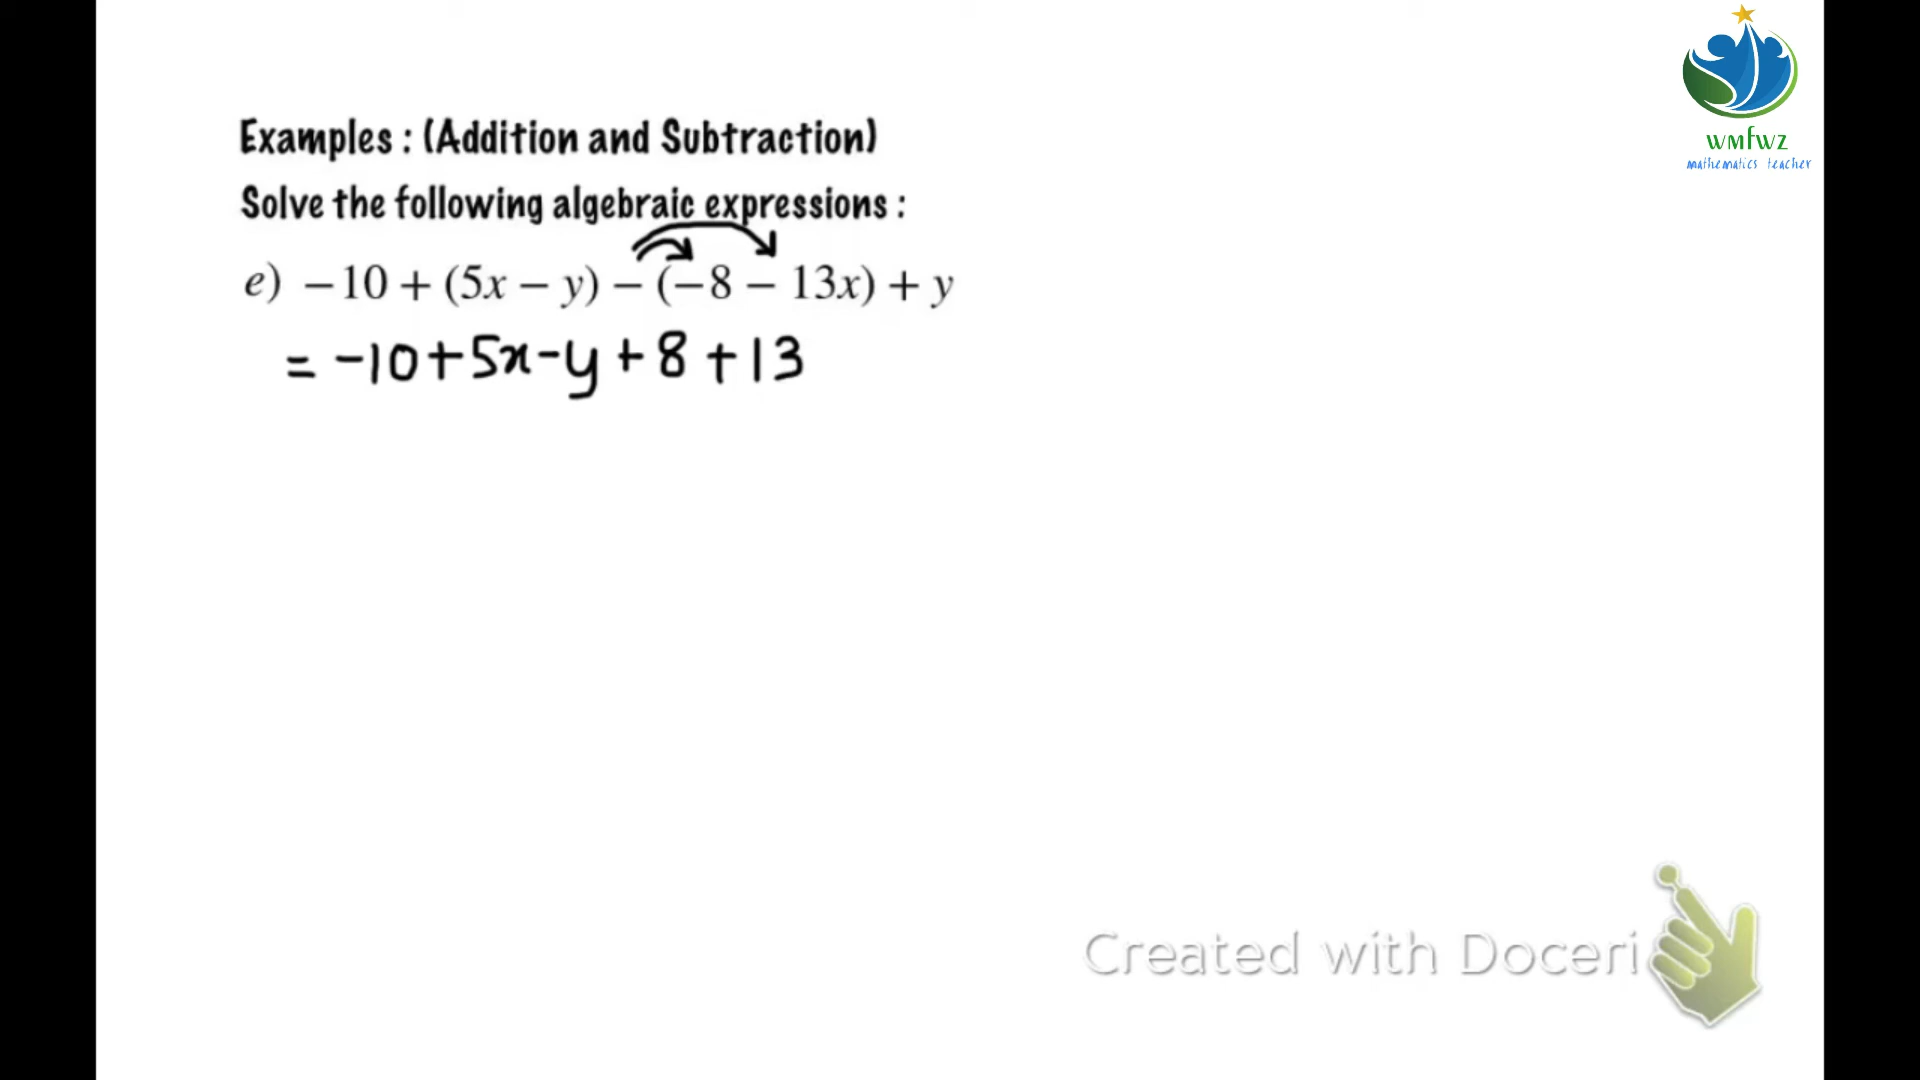 wmfwz
mathematics teacher
Examples : (Addition and Subtraction)
Solve the following algebraic expressions :
e) −10 + (5x − y) − (−8 − 13x) + y
= -10+5x-y+8+13
Created with Doceri